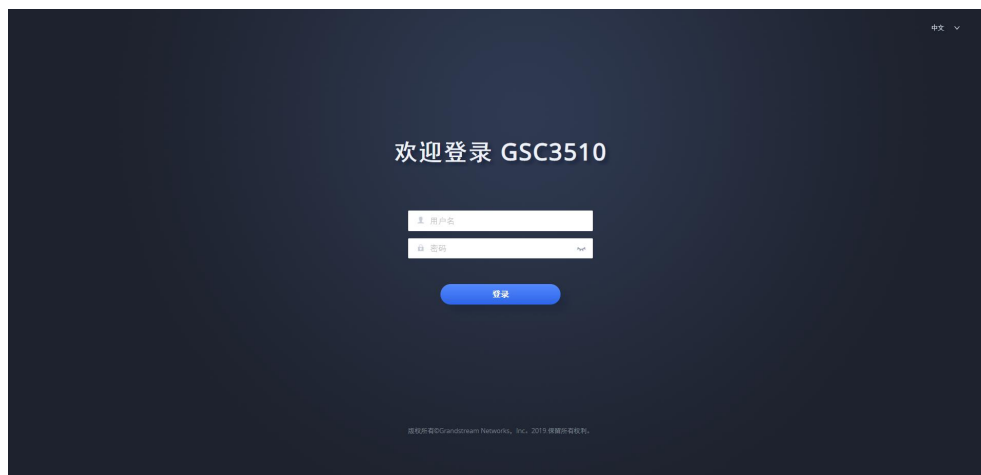 中文
欢迎登录 GSC3510
用户名
密码
登录
版权所有©Grandstream Networks，Inc。2019 保留所有权利。